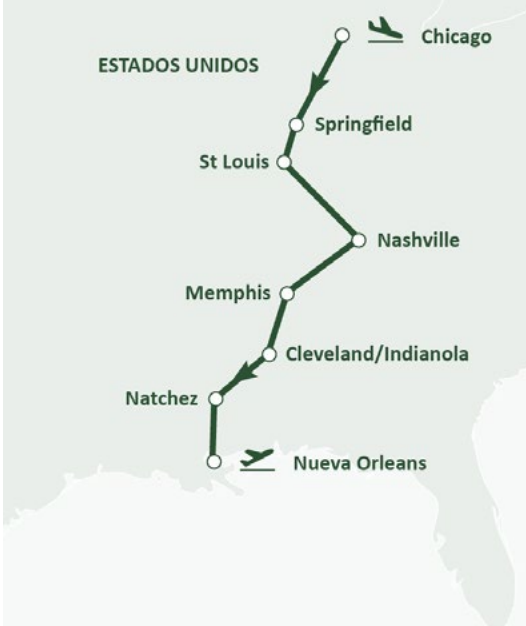 Chicago
ESTADOS UNIDOS
Springfield
St Louis
Nashville
Memphis
Cleveland/Indianola
Natchez
Nueva Orleans